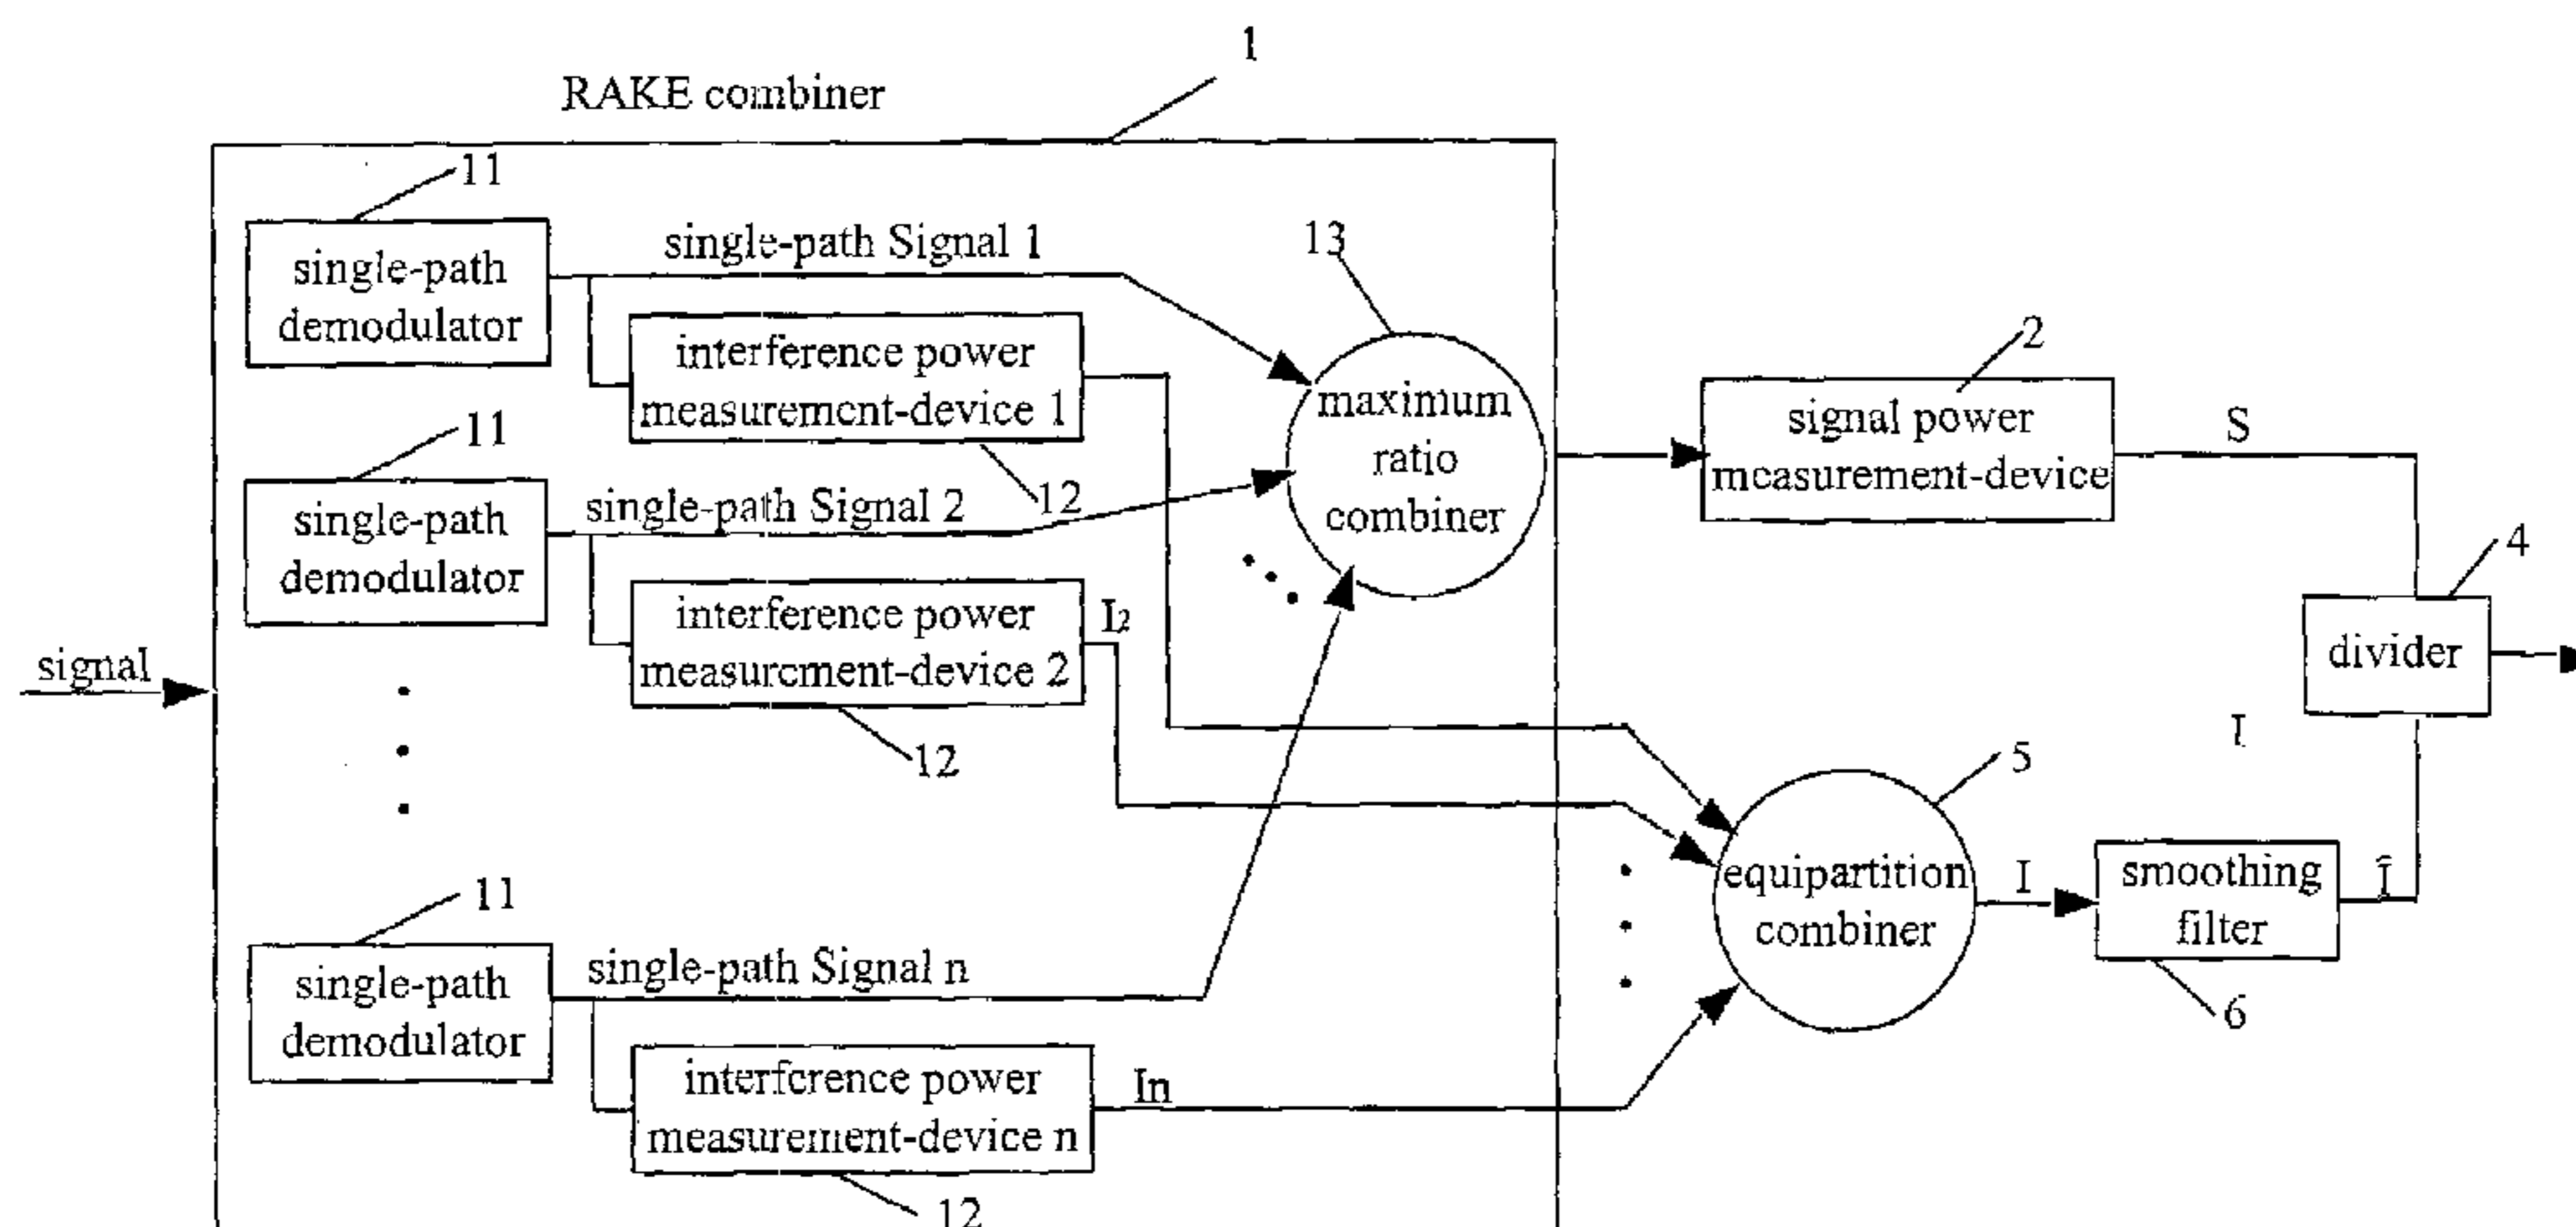 1
RAKE combiner
11
single-path
demodulator
single-path Signal 1
interference power
measurement-device 1
12
13
maximum
ratio
combiner
2
signal power
measurement-device
S
11
single-path
demodulator
single-path Signal 2
interference power
measurement-device 2
I2
12
4
divider
signal
I
5
equipartition
combiner
I
smoothing
filter
6
11
single-path
demodulator
single-path Signal n
interference power
measurement-device n
In
12